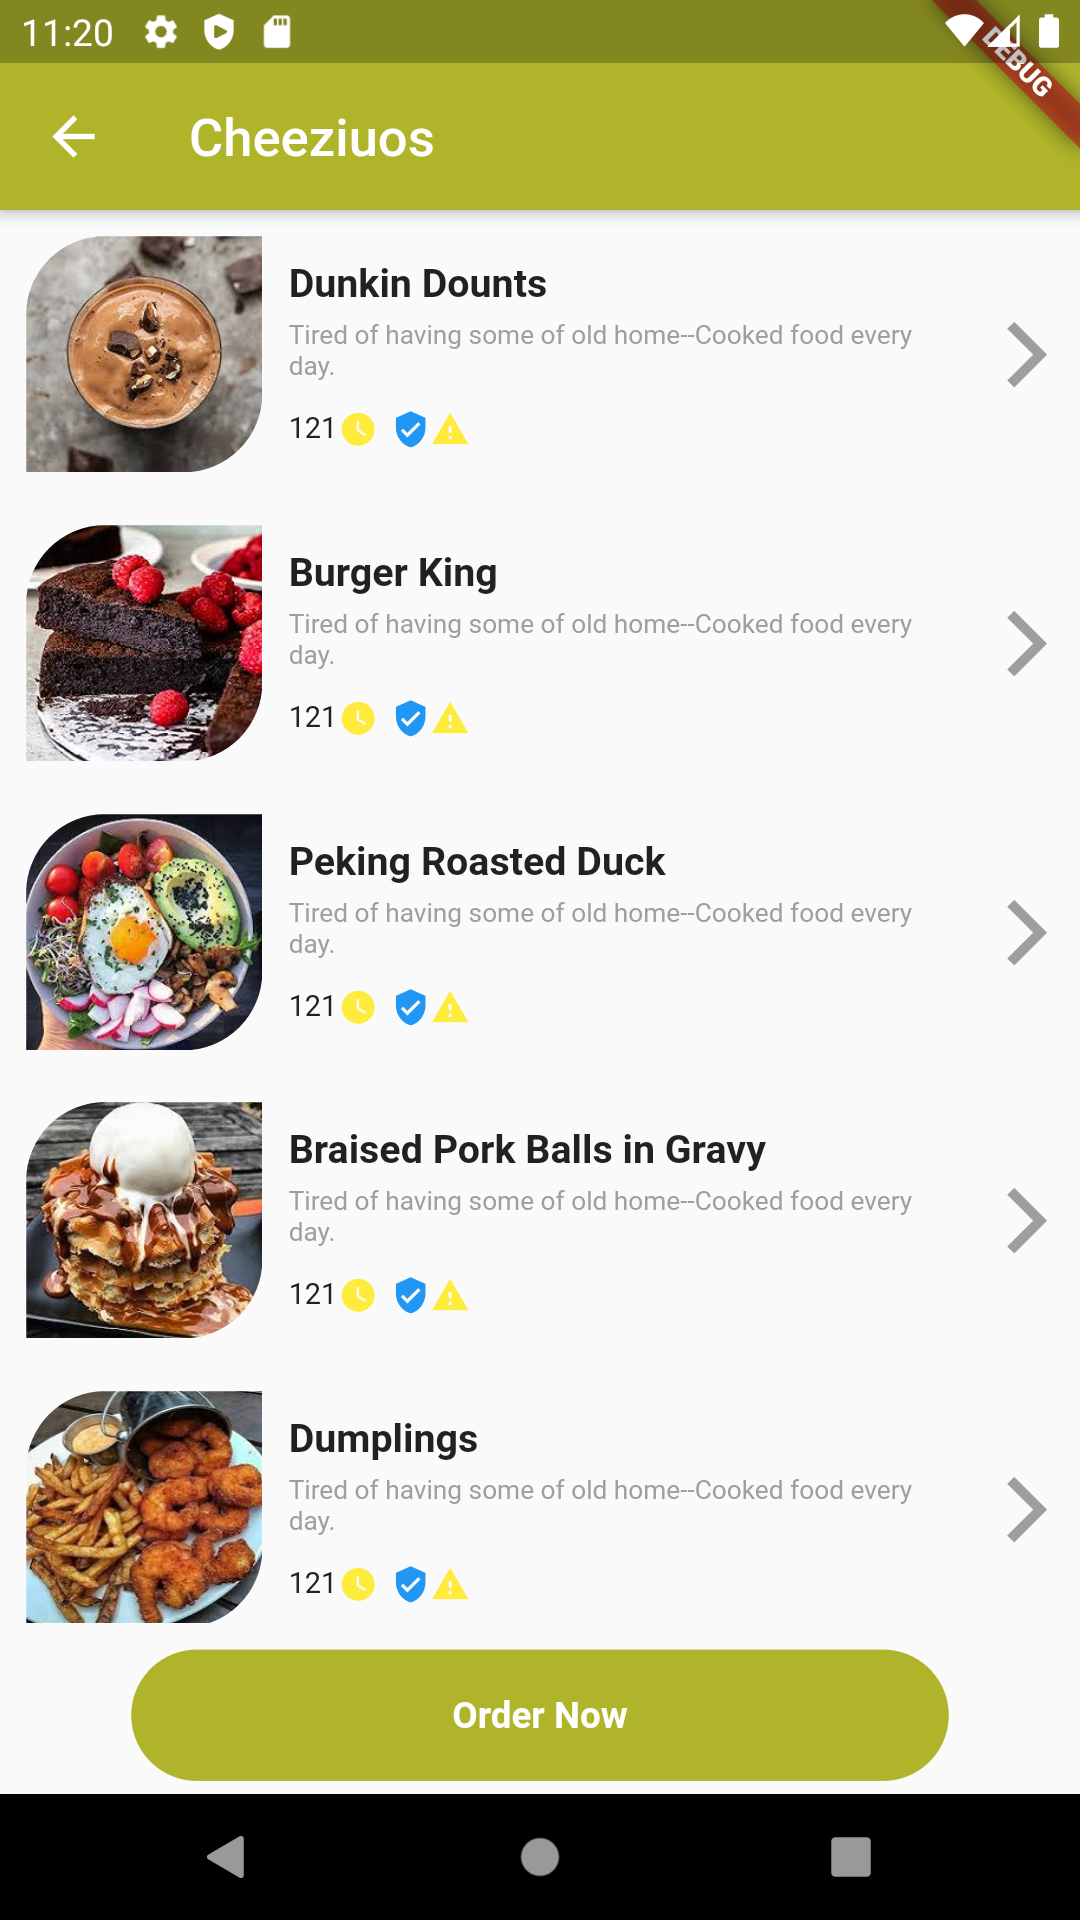 11:20
DEBUG
Cheeziuos
Dunkin Dounts
Tired of having some of old home--Cooked food every
day.
121
Burger King
Tired of having some of old home--Cooked food every
day.
121
Peking Roasted Duck
Tired of having some of old home--Cooked food every
day.
121
Braised Pork Balls in Gravy
Tired of having some of old home--Cooked food every
day.
121
Dumplings
Tired of having some of old home--Cooked food every
day.
121
Order Now